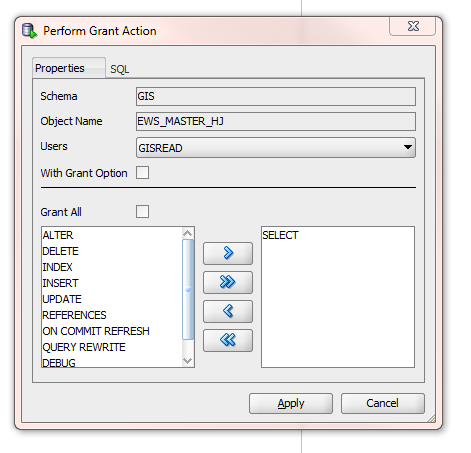 Perform Grant Action
Properties SQL
Schema GIS
Object Name EWS_MASTER_HJ
Users GISREAD
With Grant Option
Grant All
ALTER
DELETE
INDEX
INSERT
UPDATE
REFERENCES
ON COMMIT REFRESH
QUERY REWRITE
DEBUG
SELECT
Apply Cancel